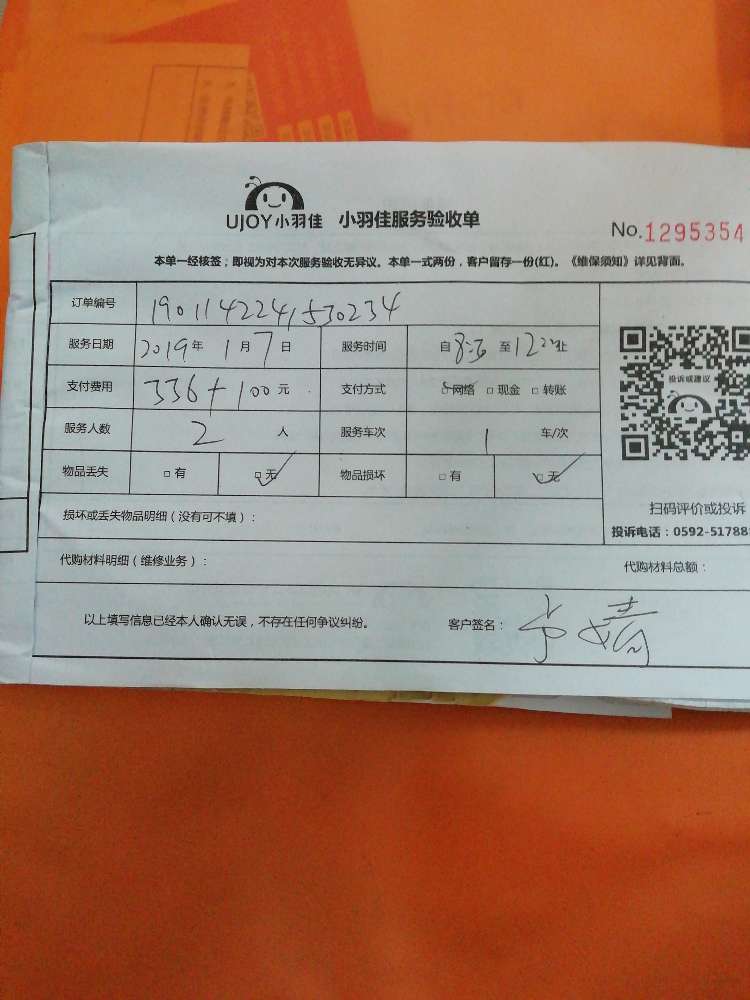 UJOY小羽佳 小羽佳服务验收单
No.1295354
本单一经核签；即视为对本次服务验收无异议。本单一式两份，客户留存一份(红)。《维保须知》详见背面。
订单编号 1901142241530234
服务日期 2019年 1月 7日 服务时间 自 8:30 至 12 止
支付费用 336+100元 支付方式 网络 □现金 □转账
服务人数 2 人 服务车次 1 车/次
物品丢失 □有 □无 物品损坏 □有 □无
投诉或建议
扫码评价或投诉
损坏或丢失物品明细（没有可不填）：
投诉电话：0592-51788
代购材料明细（维修业务）： 代购材料总额：
以上填写信息已经本人确认无误，不存在任何争议纠纷。 客户签名：